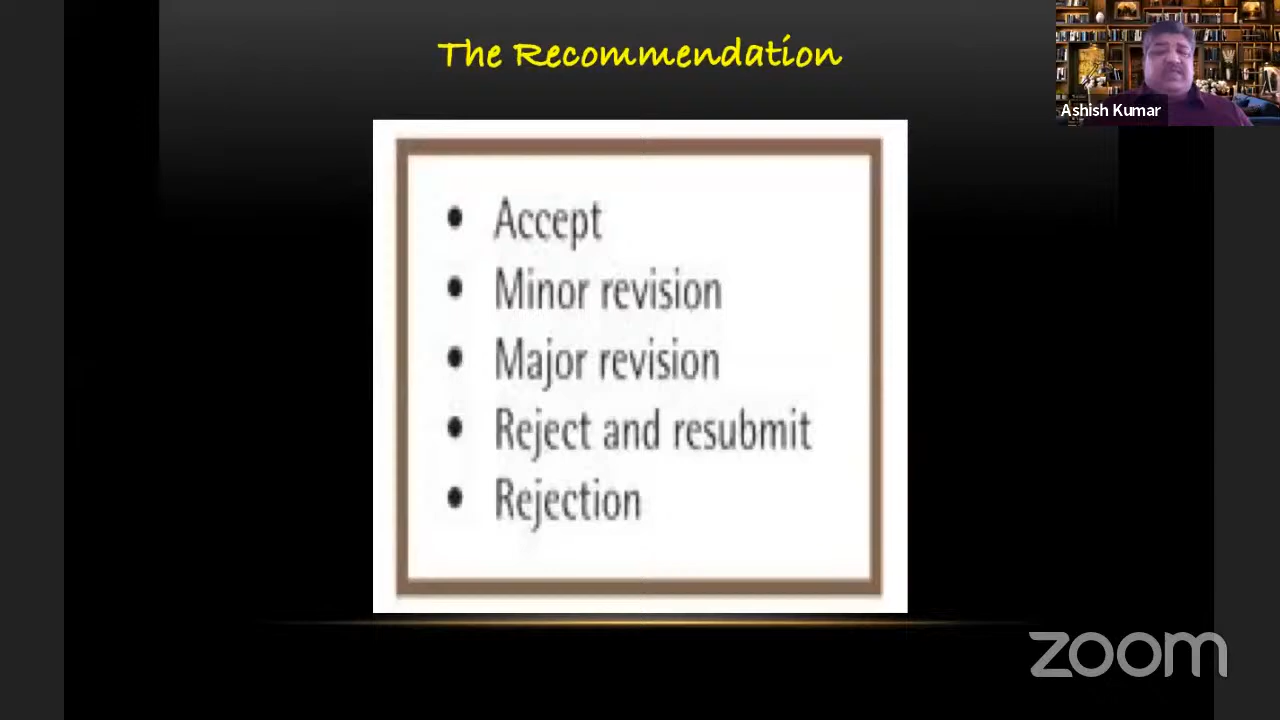 The Recommendation
Ashish Kumar
• Accept
• Minor revision
• Major revision
• Reject and resubmit
• Rejection
zoom